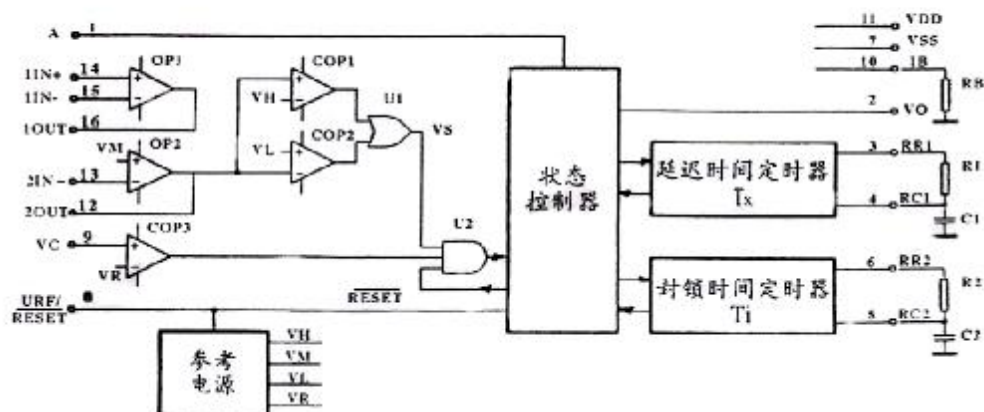 A 1
OP1
1IN+ 14
1IN- 15
1OUT 16
VM
OP2
2IN- 13
2OUT 12
COP3
VC 9
VR
VRF/
RESET 8
COP1
VH
COP2
VL
U1
VS
U2
RESET
状态
控制器
参考
电源
VH
VM
VL
VR
11 VDD
7 VSS
10 IB
RB
2 VO
延迟时间定时器
Tx
3 RR1
R1
4 RC1
C1
封锁时间定时器
Ti
6 RR2
R2
5 RC2
C2